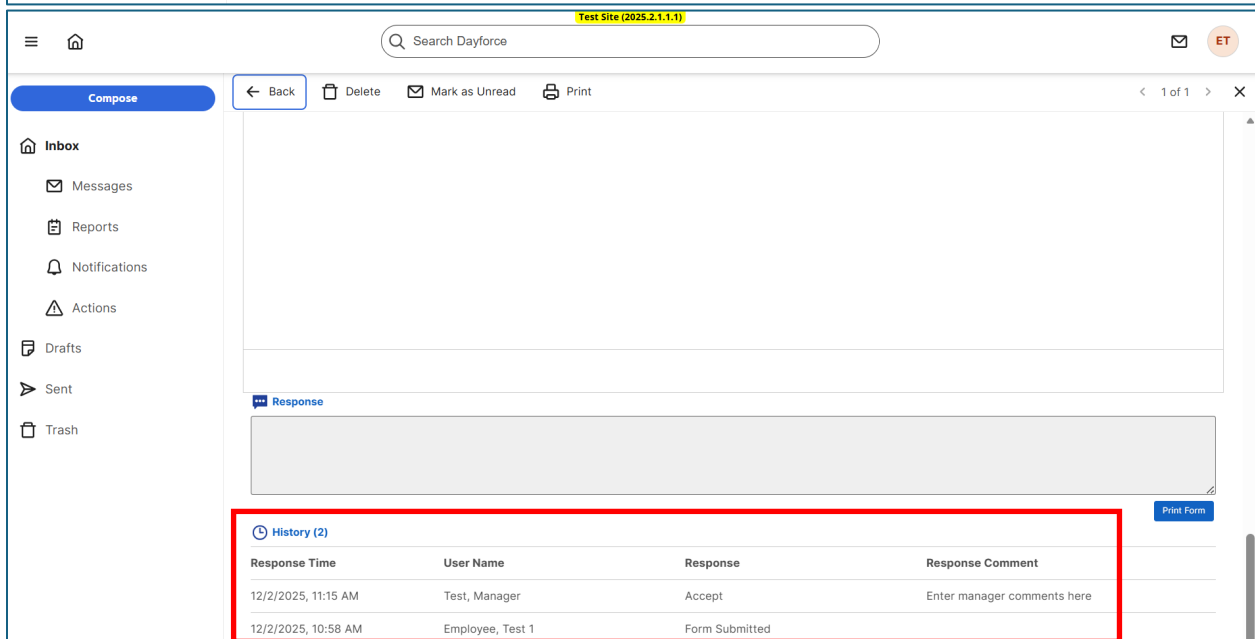 Test Site (2025.2.1.1.1)
Search Dayforce
ET
Compose
Back Delete Mark as Unread Print
1 of 1
Inbox
Messages
Reports
Notifications
Actions
Drafts
Sent
Trash
Response
Print Form
History (2)
Response Time User Name Response Response Comment
12/2/2025, 11:15 AM Test, Manager Accept Enter manager comments here
12/2/2025, 10:58 AM Employee, Test 1 Form Submitted